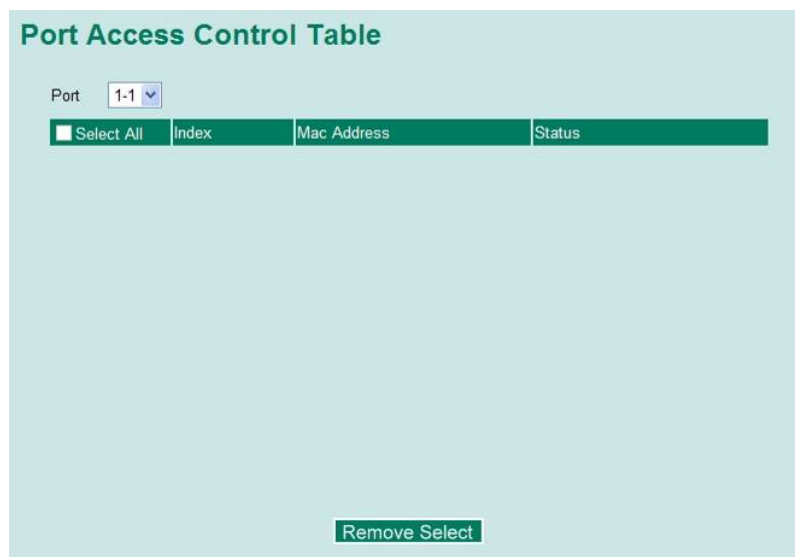 Port Access Control Table
Port 1-1
Select All Index Mac Address Status
Remove Select